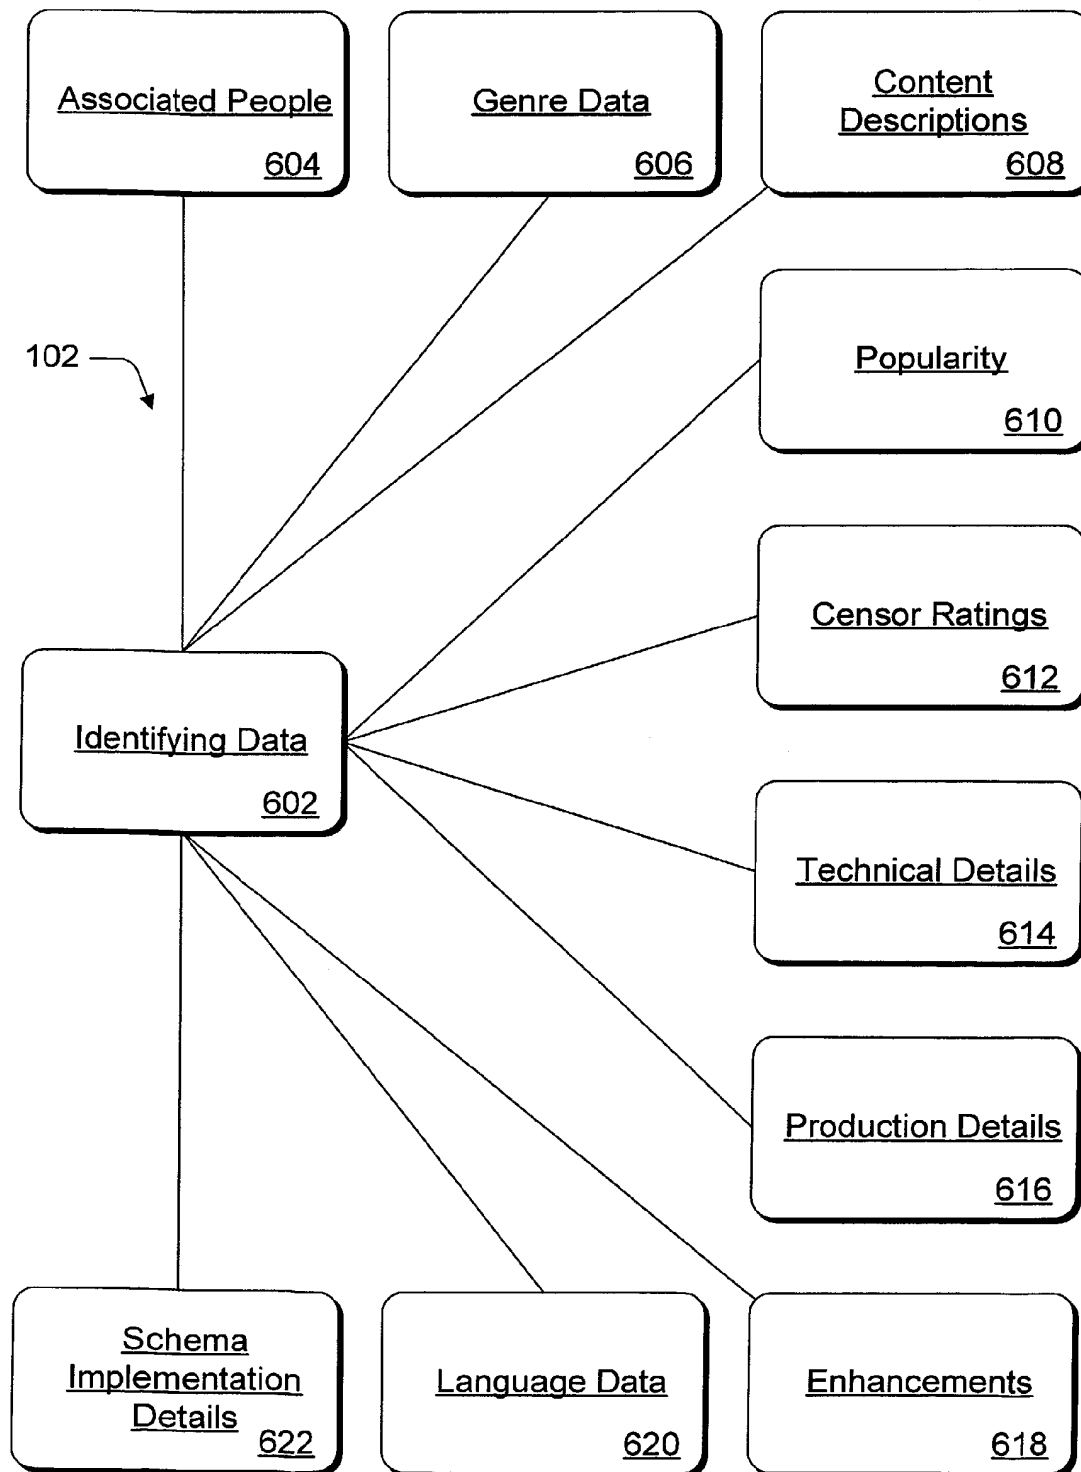 Associated People
604
Genre Data
606
Content
Descriptions
608
Popularity
610
102
Censor Ratings
612
Identifying Data
602
Technical Details
614
Production Details
616
Schema
Implementation
Details
622
Language Data
620
Enhancements
618